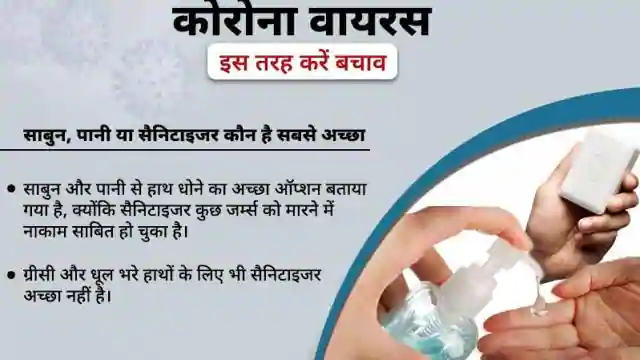 कोरोना वायरस
इस तरह करें बचाव
साबुन, पानी या सैनिटाइजर कौन है सबसे अच्छा
• साबुन और पानी से हाथ धोने का अच्छा ऑप्शन बताया
गया है, क्योंकि सैनिटाइजर कुछ जर्म्स को मारने में
नाकाम साबित हो चुका है।
• ग्रीसी और धूल भरे हाथों के लिए भी सैनिटाइजर
अच्छा नहीं है।